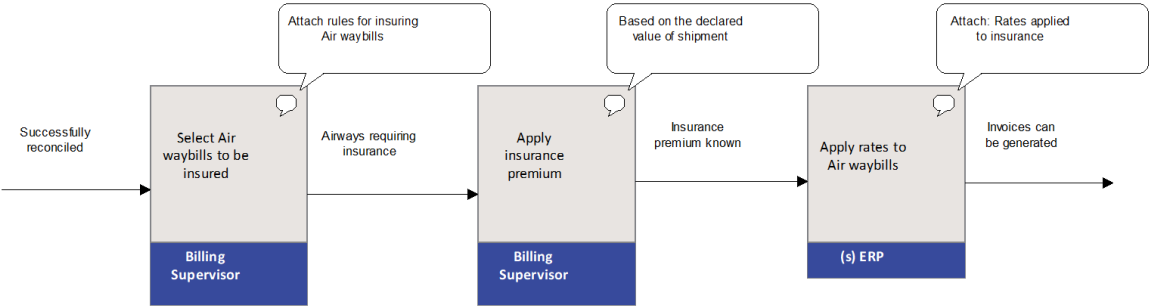 Attach rules for insuring
Air waybills
Based on the declared
value of shipment
Attach: Rates applied
to insurance
Successfully
reconciled
Select Air
waybills to be
insured
Airways requiring
insurance
Apply
insurance
premium
Insurance
premium known
Apply rates to
Air waybills
Invoices can
be generated
Billing
Supervisor
Billing
Supervisor
(s) ERP